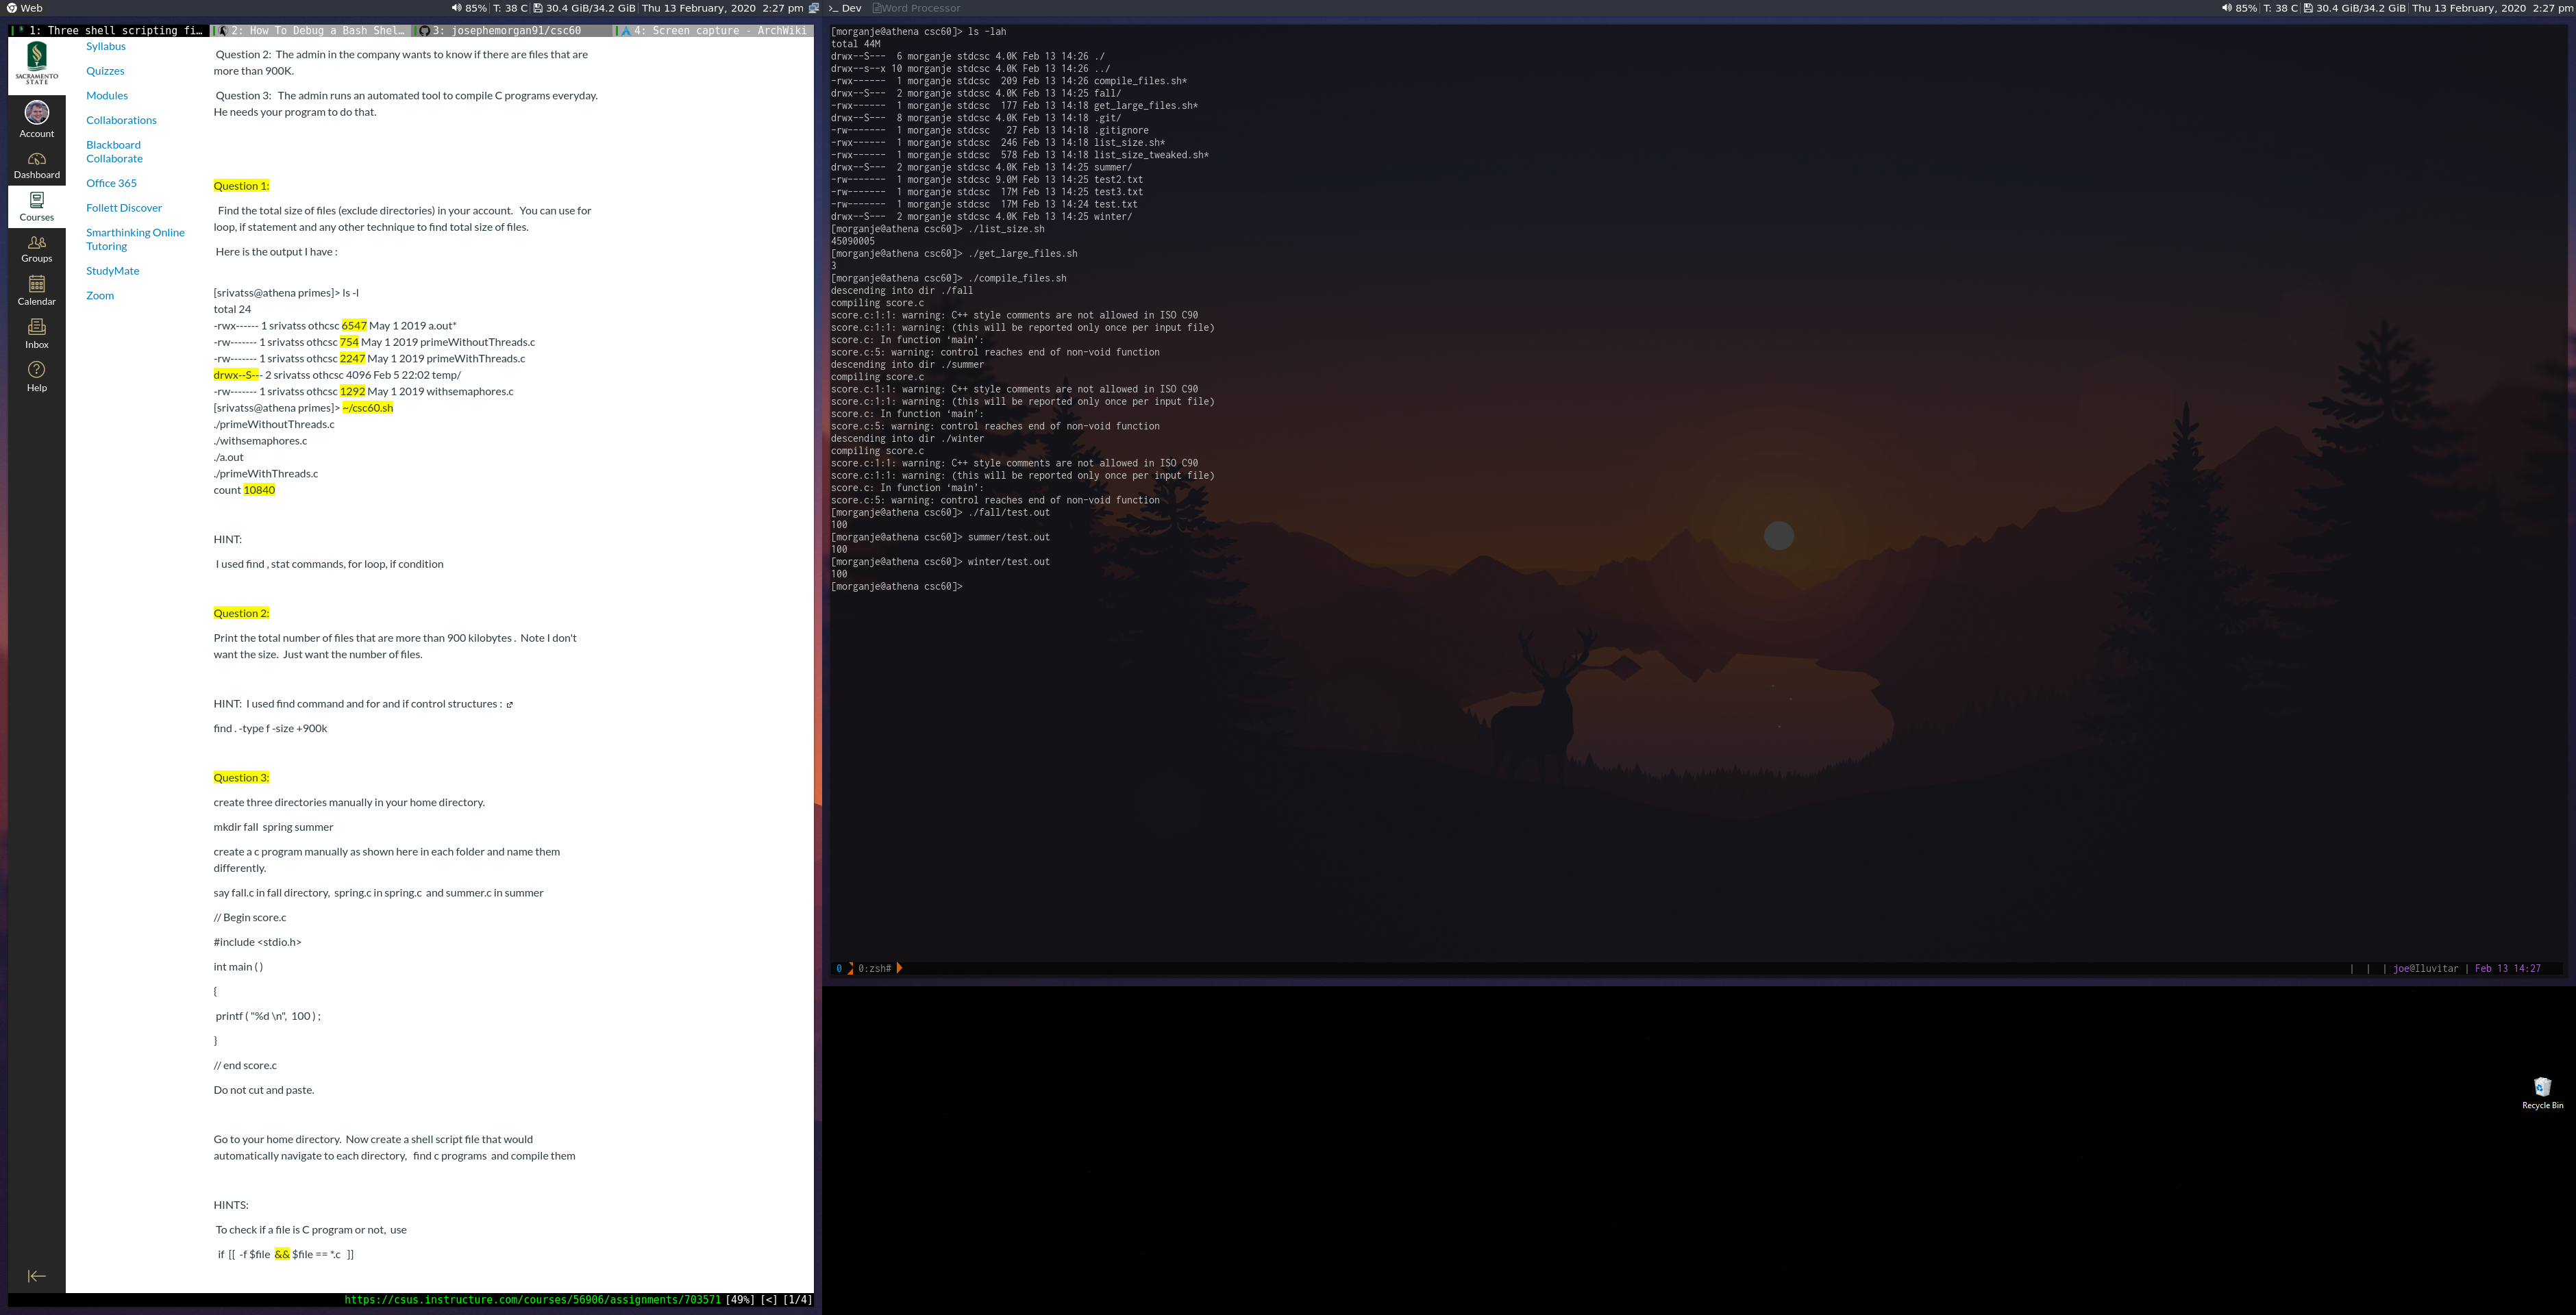 Web
85% T: 38 C 30.4 GiB/34.2 GiB Thu 13 February, 2020 2:27 pm
1: Three shell scripting fi… 2: How To Debug a Bash Shel… 3: josephemorgan91/csc60 4: Screen capture - ArchWiki
SACRAMENTO
STATE
Account
Dashboard
Courses
Groups
Calendar
Inbox
Help
Syllabus
Quizzes
Modules
Collaborations
Blackboard
Collaborate
Office 365
Follett Discover
Smarthinking Online
Tutoring
StudyMate
Zoom
Question 2: The admin in the company wants to know if there are files that are
more than 900K.
Question 3: The admin runs an automated tool to compile C programs everyday.
He needs your program to do that.
Question 1:
Find the total size of files (exclude directories) in your account. You can use for
loop, if statement and any other technique to find total size of files.
Here is the output I have :
[srivatss@athena primes]> ls -l
total 24
-rwx------ 1 srivatss othcsc 6547 May 1 2019 a.out*
-rw------- 1 srivatss othcsc 754 May 1 2019 primeWithoutThreads.c
-rw------- 1 srivatss othcsc 2247 May 1 2019 primeWithThreads.c
drwx--S--- 2 srivatss othcsc 4096 Feb 5 22:02 temp/
-rw------- 1 srivatss othcsc 1292 May 1 2019 withsemaphores.c
[srivatss@athena primes]> ~/csc60.sh
./primeWithoutThreads.c
./withsemaphores.c
./a.out
./primeWithThreads.c
count 10840
HINT:
I used find , stat commands, for loop, if condition
Question 2:
Print the total number of files that are more than 900 kilobytes . Note I don't
want the size. Just want the number of files.
HINT: I used find command and for and if control structures :
find . -type f -size +900k
Question 3:
create three directories manually in your home directory.
mkdir fall spring summer
create a c program manually as shown here in each folder and name them
differently.
say fall.c in fall directory, spring.c in spring.c and summer.c in summer
// Begin score.c
#include <stdio.h>
int main ( )
{
printf ( "%d \n", 100 ) ;
}
// end score.c
Do not cut and paste.
Go to your home directory. Now create a shell script file that would
automatically navigate to each directory, find c programs and compile them
HINTS:
To check if a file is C program or not, use
if [[ -f $file && $file == *.c ]]
https://csus.instructure.com/courses/56906/assignments/703571 [49%] [<] [1/4]
>_ Dev Word Processor
85% T: 38 C 30.4 GiB/34.2 GiB Thu 13 February, 2020 2:27 pm
[morganje@athena csc60]> ls -lah
total 44M
drwx--S--- 6 morganje stdcsc 4.0K Feb 13 14:26 ./
drwx--s--x 10 morganje stdcsc 4.0K Feb 13 14:26 ../
-rwx------ 1 morganje stdcsc 209 Feb 13 14:26 compile_files.sh*
drwx--S--- 2 morganje stdcsc 4.0K Feb 13 14:25 fall/
-rwx------ 1 morganje stdcsc 177 Feb 13 14:18 get_large_files.sh*
drwx--S--- 8 morganje stdcsc 4.0K Feb 13 14:18 .git/
-rw------- 1 morganje stdcsc 27 Feb 13 14:18 .gitignore
-rwx------ 1 morganje stdcsc 246 Feb 13 14:18 list_size.sh*
-rwx------ 1 morganje stdcsc 578 Feb 13 14:18 list_size_tweaked.sh*
drwx--S--- 2 morganje stdcsc 4.0K Feb 13 14:25 summer/
-rw------- 1 morganje stdcsc 9.0M Feb 13 14:25 test2.txt
-rw------- 1 morganje stdcsc 17M Feb 13 14:25 test3.txt
-rw------- 1 morganje stdcsc 17M Feb 13 14:24 test.txt
drwx--S--- 2 morganje stdcsc 4.0K Feb 13 14:25 winter/
[morganje@athena csc60]> ./list_size.sh
45090005
[morganje@athena csc60]> ./get_large_files.sh
3
[morganje@athena csc60]> ./compile_files.sh
descending into dir ./fall
compiling score.c
score.c:1:1: warning: C++ style comments are not allowed in ISO C90
score.c:1:1: warning: (this will be reported only once per input file)
score.c: In function ‘main’:
score.c:5: warning: control reaches end of non-void function
descending into dir ./summer
compiling score.c
score.c:1:1: warning: C++ style comments are not allowed in ISO C90
score.c:1:1: warning: (this will be reported only once per input file)
score.c: In function ‘main’:
score.c:5: warning: control reaches end of non-void function
descending into dir ./winter
compiling score.c
score.c:1:1: warning: C++ style comments are not allowed in ISO C90
score.c:1:1: warning: (this will be reported only once per input file)
score.c: In function ‘main’:
score.c:5: warning: control reaches end of non-void function
[morganje@athena csc60]> ./fall/test.out
100
[morganje@athena csc60]> summer/test.out
100
[morganje@athena csc60]> winter/test.out
100
[morganje@athena csc60]>
0 0:zsh# | | | joe@Iluvitar | Feb 13 14:27
Recycle Bin